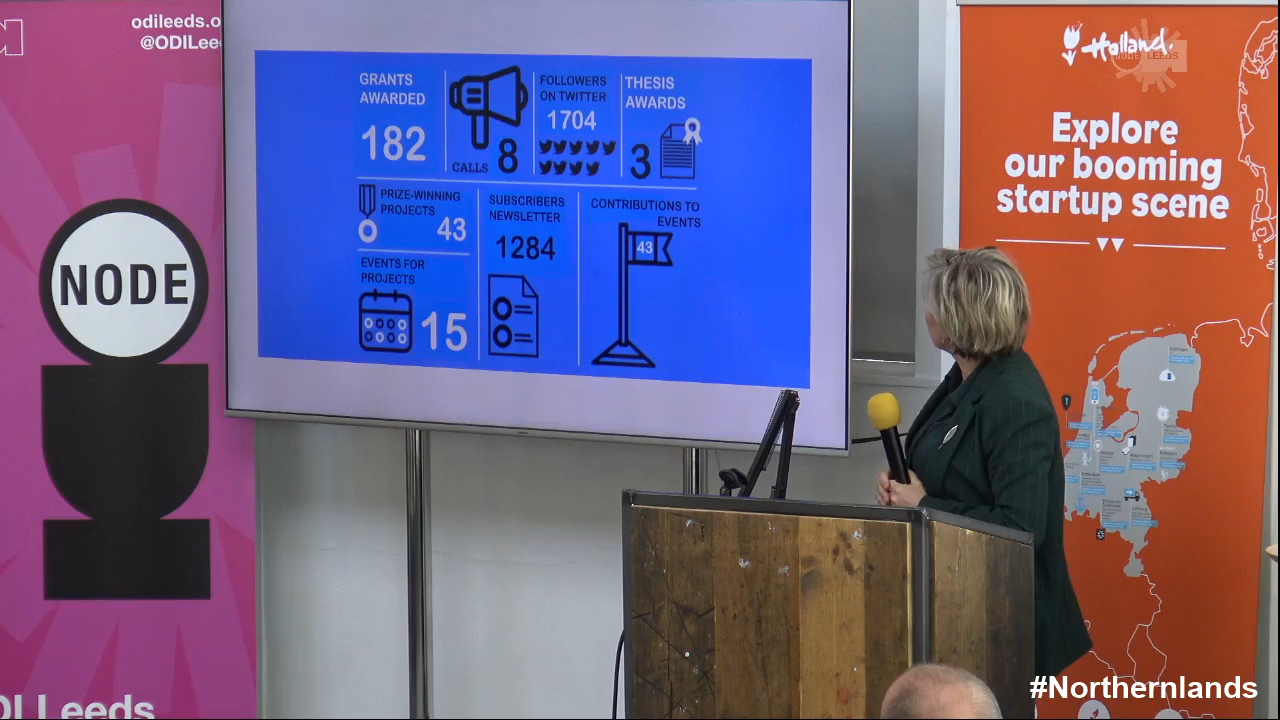 odileeds.o
@ODILee
NODE
ODI Leeds
GRANTS
AWARDED
182
CALLS 8
FOLLOWERS
ON TWITTER
1704
THESIS
AWARDS
3
PRIZE-WINNING
PROJECTS
43
EVENTS FOR
PROJECTS
15
SUBSCRIBERS
NEWSLETTER
1284
CONTRIBUTIONS TO
EVENTS
43
Holland.
NODE LEEDS
Explore
our booming
startup scene
#Northernlands